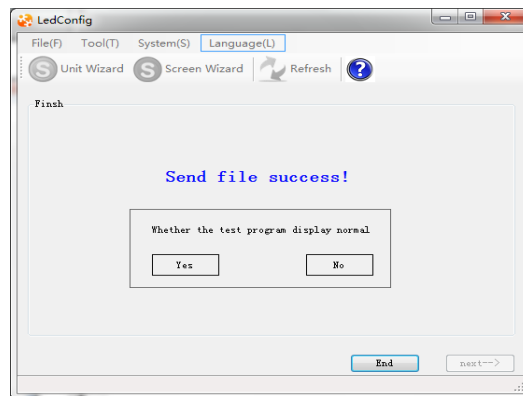 LedConfig
File(F) Tool(T) System(S) Language(L)
S Unit Wizard S Screen Wizard Refresh ?
Finsh
Send file success!
Whether the test program display normal
Yes No
End next-->